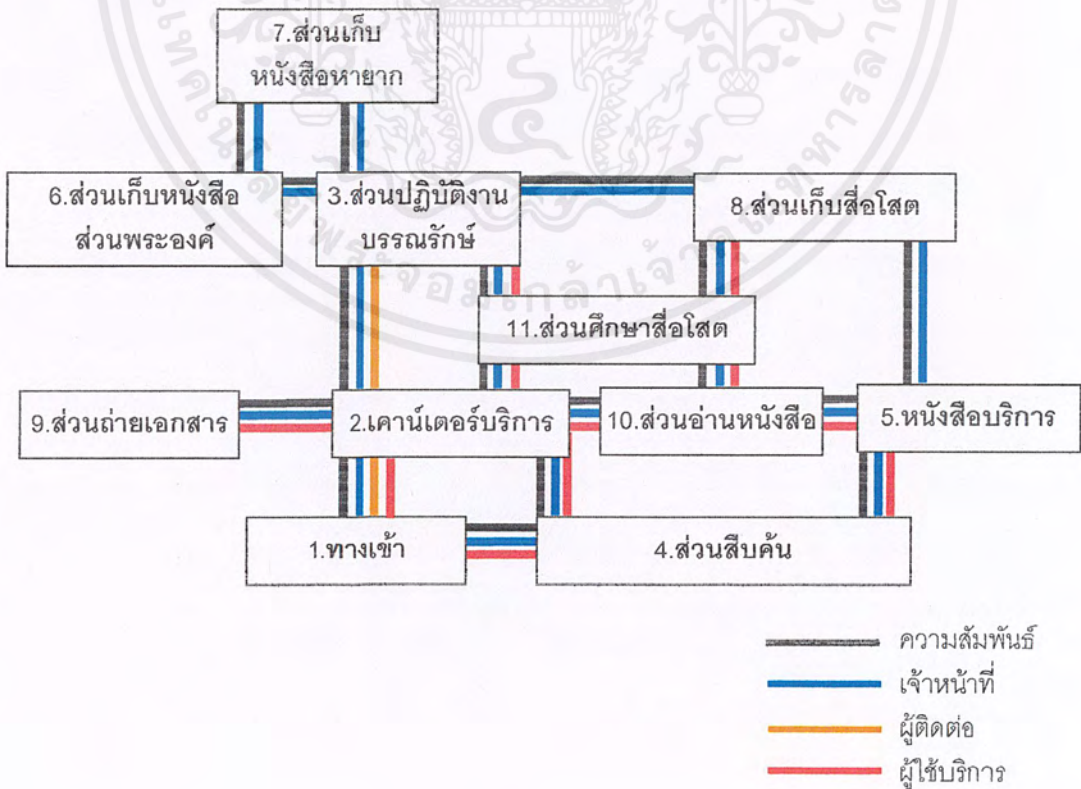 7.ส่วนเก็บ
หนังสือหายาก
6.ส่วนเก็บหนังสือ
ส่วนพระองค์
3.ส่วนปฏิบัติงาน
บรรณรักษ์
8.ส่วนเก็บสื่อโสต
11.ส่วนศึกษาสื่อโสต
9.ส่วนถ่ายเอกสาร
2.เคาน์เตอร์บริการ
10.ส่วนอ่านหนังสือ
5.หนังสือบริการ
1.ทางเข้า
4.ส่วนสืบค้น
ความสัมพันธ์
เจ้าหน้าที่
ผู้ติดต่อ
ผู้ใช้บริการ